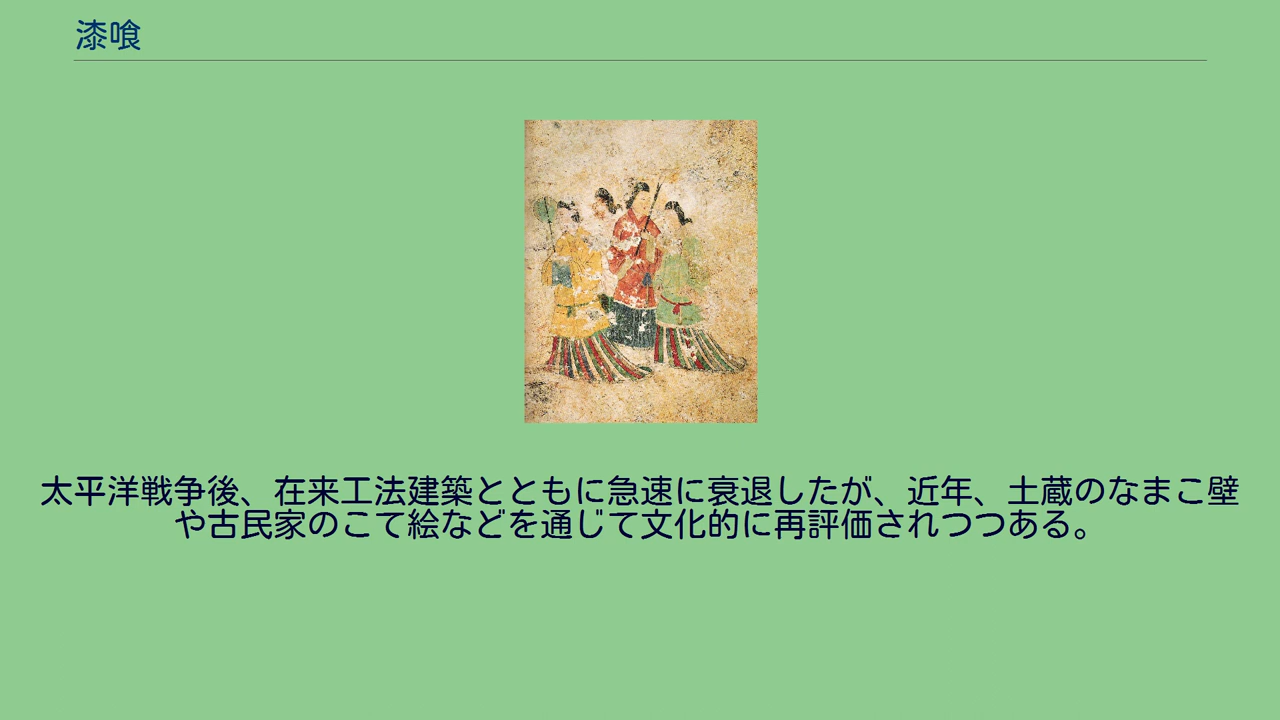 漆喰
太平洋戦争後、在来工法建築とともに急速に衰退したが、近年、土蔵のなまこ壁
や古民家のこて絵などを通じて文化的に再評価されつつある。